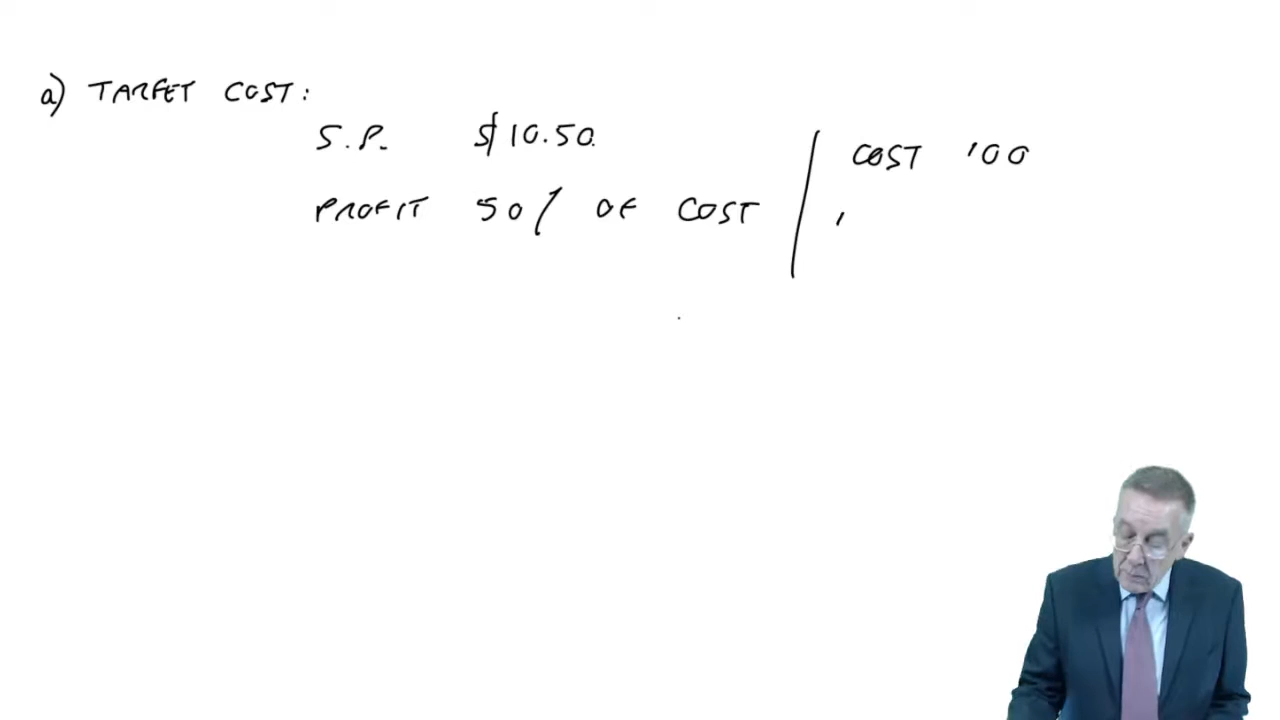 a) TARGET COST:
S.P. $10.50.
PROFIT 50% OF COST
COST 100